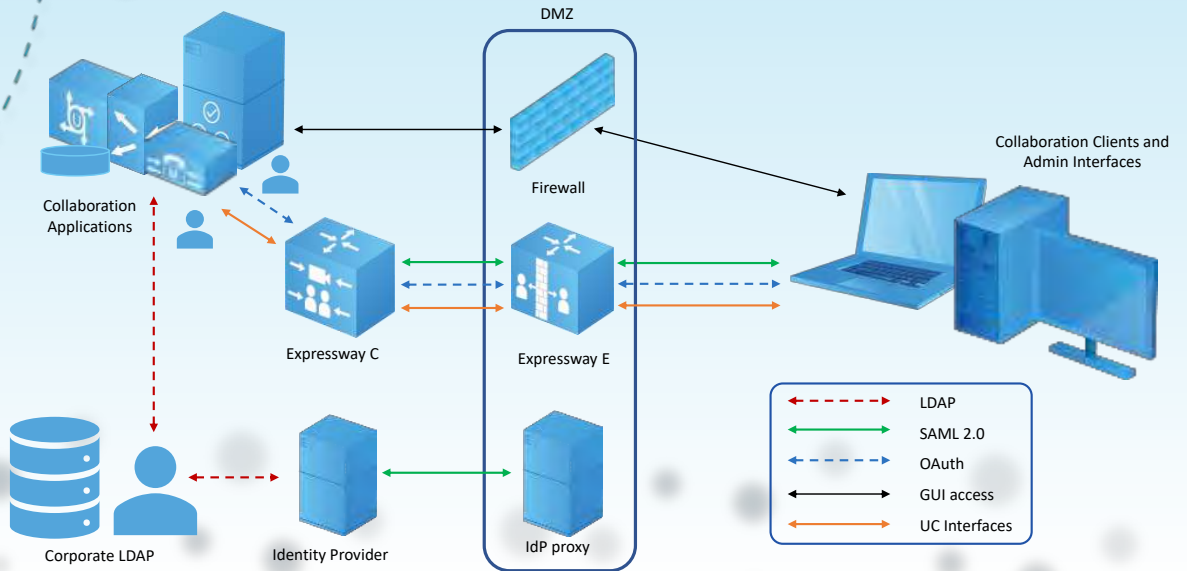 DMZ
Firewall
Collaboration Clients and
Admin Interfaces
Collaboration
Applications
Expressway C
Expressway E
LDAP
SAML 2.0
OAuth
GUI access
UC Interfaces
Corporate LDAP
Identity Provider
IdP proxy